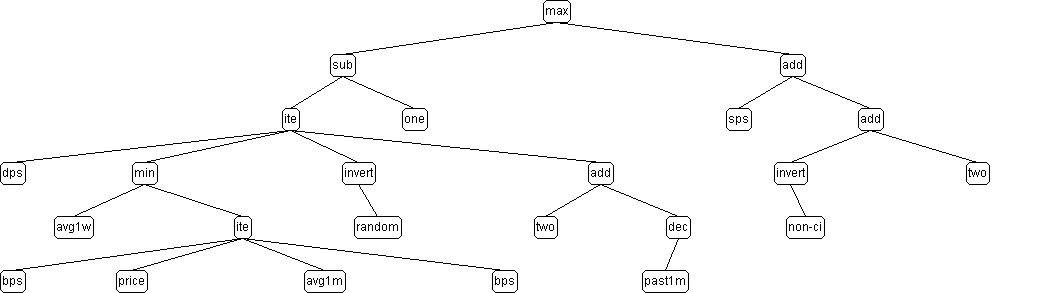 max
sub add
ite one sps add
dps min invert add invert two
avg1w ite random two dec non-ci
bps price avg1m bps past1m